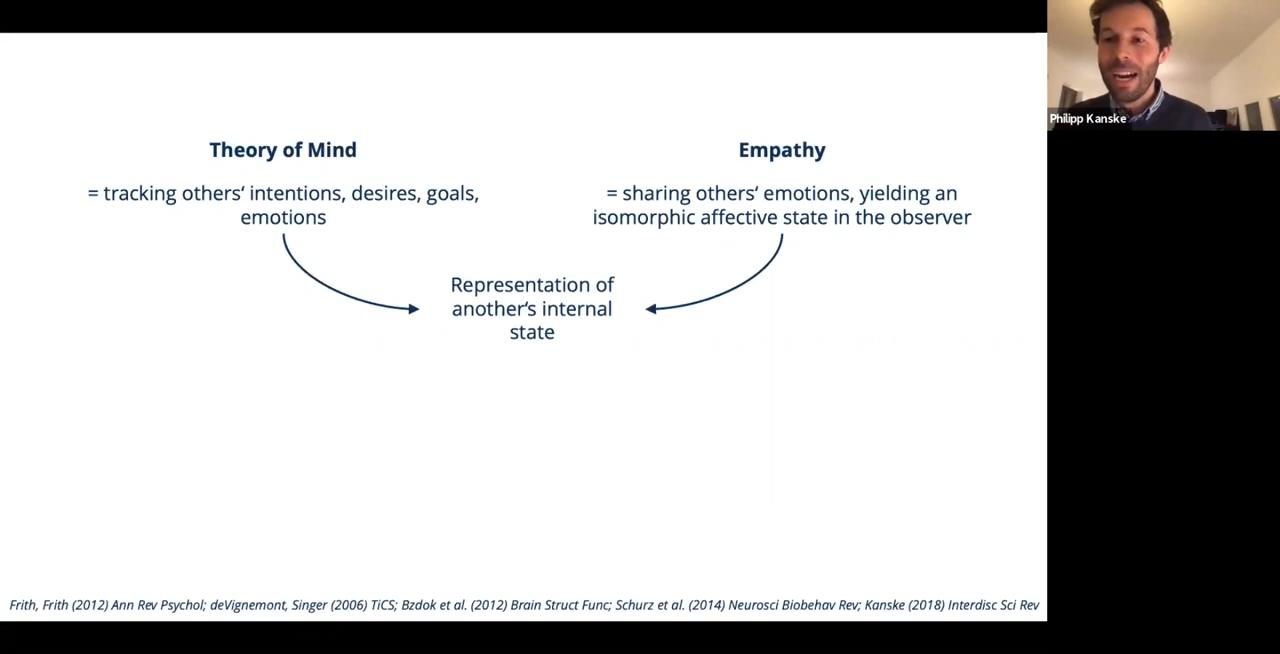 Philipp Kanske
Theory of Mind
= tracking others‘ intentions, desires, goals,
emotions
Empathy
= sharing others‘ emotions, yielding an
isomorphic affective state in the observer
Representation of
another‘s internal
state
Frith, Frith (2012) Ann Rev Psychol; deVignemont, Singer (2006) TiCS; Bzdok et al. (2012) Brain Struct Func; Schurz et al. (2014) Neurosci Biobehav Rev; Kanske (2018) Interdisc Sci Rev